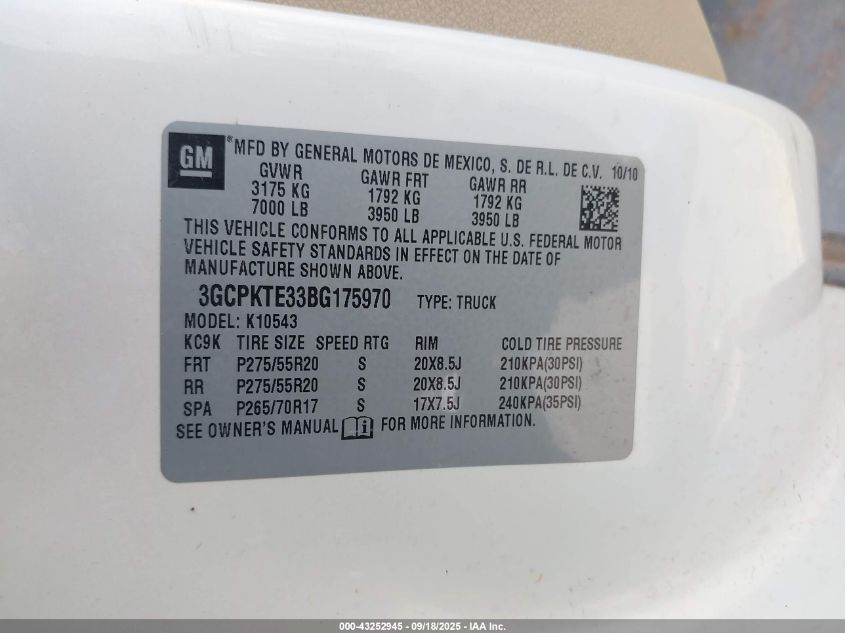 GM
® MFD BY GENERAL MOTORS DE MEXICO, S. DE R.L. DE C.V. 10/10
GVWR GAWR FRT GAWR RR
3175 KG 1792 KG 1792 KG
7000 LB 3950 LB 3950 LB
THIS VEHICLE CONFORMS TO ALL APPLICABLE U.S. FEDERAL MOTOR
VEHICLE SAFETY STANDARDS IN EFFECT ON THE DATE OF
MANUFACTURE SHOWN ABOVE.
3GCPKTE33BG175970 TYPE: TRUCK
MODEL: K10543
KC9K TIRE SIZE SPEED RTG RIM COLD TIRE PRESSURE
FRT P275/55R20 S 20X8.5J 210KPA(30PSI)
RR P275/55R20 S 20X8.5J 210KPA(30PSI)
SPA P265/70R17 S 17X7.5J 240KPA(35PSI)
SEE OWNER'S MANUAL i FOR MORE INFORMATION.
000-43252945 - 09/18/2025 - IAA Inc.